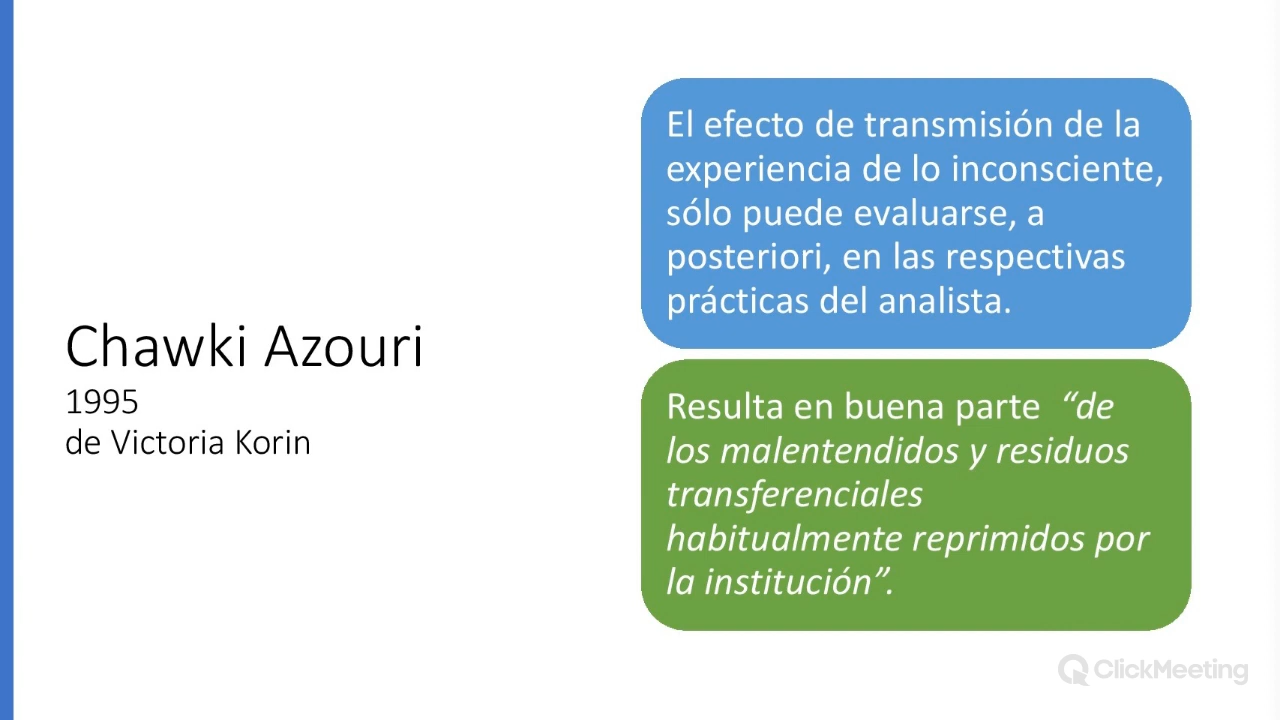 Chawki Azouri
1995
de Victoria Korin
El efecto de transmisión de la
experiencia de lo inconsciente,
sólo puede evaluarse, a
posteriori, en las respectivas
prácticas del analista.
Resulta en buena parte “de
los malentendidos y residuos
transferenciales
habitualmente reprimidos por
la institución”.
ClickMeeting